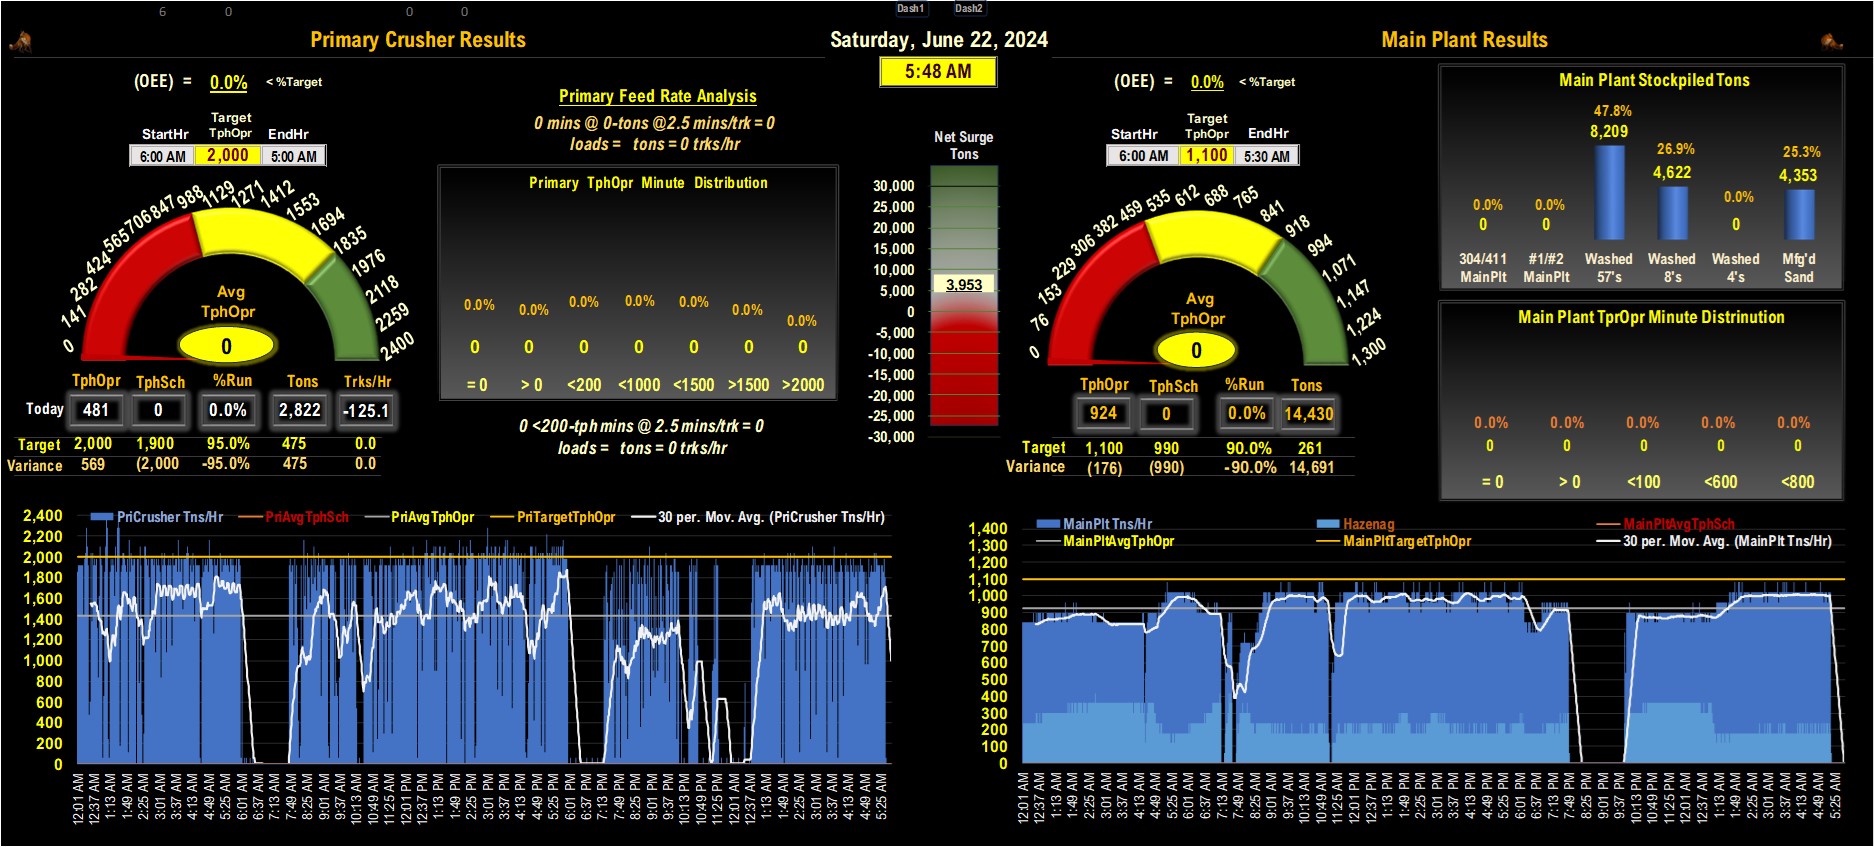 6 0 0 0 Dash1 Dash2
Primary Crusher Results
Saturday, June 22, 2024
Main Plant Results
5:48 AM
(OEE) = 0.0% < %Target
StartHr Target TphOpr EndHr
6:00 AM 2,000 5:00 AM
0 141 282 424 565 706 847 988 1129 1271 1412 1553 1694 1835 1976 2118 2259 2400
Avg
TphOpr
0
TphOpr TphSch %Run Tons Trks/Hr
Today 481 0 0.0% 2,822 -125.1
Target 2,000 1,900 95.0% 475 0.0
Variance 569 (2,000 -95.0% 475 0.0
Primary Feed Rate Analysis
0 mins @ 0-tons @2.5 mins/trk = 0
loads = tons = 0 trks/hr
Primary TphOpr Minute Distribution
0.0% 0.0% 0.0% 0.0% 0.0% 0.0% 0.0%
0 0 0 0 0 0 0
= 0 > 0 <200 <1000 <1500 >1500 >2000
0 <200-tph mins @ 2.5 mins/trk = 0
loads = tons = 0 trks/hr
Net Surge
Tons
30,000
25,000
20,000
15,000
10,000
5,000
0
-5,000
-10,000
-15,000
-20,000
-25,000
-30,000
3,953
(OEE) = 0.0% < %Target
StartHr Target TphOpr EndHr
6:00 AM 1,100 5:30 AM
0 76 153 229 306 382 459 535 612 688 765 841 918 994 1,071 1,147 1,224 1,300
Avg
TphOpr
0
TphOpr TphSch %Run Tons
924 0 0.0% 14,430
Target 1,100 990 90.0% 261
Variance (176) (990) -90.0% 14,691
Main Plant Stockpiled Tons
0.0% 0.0% 47.8% 26.9% 0.0% 25.3%
0 0 8,209 4,622 0 4,353
304/411 #1/#2 Washed Washed Washed Mfg'd
MainPlt MainPlt 57's 8's 4's Sand
Main Plant TprOpr Minute Distrinution
0.0% 0.0% 0.0% 0.0% 0.0%
0 0 0 0 0
= 0 > 0 <100 <600 <800
PriCrusher Tns/Hr PriAvgTphSch PriAvgTphOpr PriTargetTphOpr 30 per. Mov. Avg. (PriCrusher Tns/Hr)
2,400
2,200
2,000
1,800
1,600
1,400
1,200
1,000
800
600
400
200
0
12:01 AM 12:37 AM 1:13 AM 1:49 AM 2:25 AM 3:01 AM 3:37 AM 4:13 AM 4:49 AM 5:25 AM 6:01 AM 6:37 AM 7:13 AM 7:49 AM 8:25 AM 9:01 AM 9:37 AM 10:13 AM 10:49 AM 11:25 AM 12:01 PM 12:37 PM 1:13 PM 1:49 PM 2:25 PM 3:01 PM 3:37 PM 4:13 PM 4:49 PM 5:25 PM 6:01 PM 6:37 PM 7:13 PM 7:49 PM 8:25 PM 9:01 PM 9:37 PM 10:13 PM 10:49 PM 11:25 PM 12:01 AM 12:37 AM 1:13 AM 1:49 AM 2:25 AM 3:01 AM 3:37 AM 4:13 AM 4:49 AM 5:25 AM
MainPlt Tns/Hr Hazenag MainPltAvgTphSch
MainPltAvgTphOpr MainPltTargetTphOpr 30 per. Mov. Avg. (MainPlt Tns/Hr)
1,400
1,300
1,200
1,100
1,000
900
800
700
600
500
400
300
200
100
0
12:01 AM 12:37 AM 1:13 AM 1:49 AM 2:25 AM 3:01 AM 3:37 AM 4:13 AM 4:49 AM 5:25 AM 6:01 AM 6:37 AM 7:13 AM 7:49 AM 8:25 AM 9:01 AM 9:37 AM 10:13 AM 10:49 AM 11:25 AM 12:01 PM 12:37 PM 1:13 PM 1:49 PM 2:25 PM 3:01 PM 3:37 PM 4:13 PM 4:49 PM 5:25 PM 6:01 PM 6:37 PM 7:13 PM 7:49 PM 8:25 PM 9:01 PM 9:37 PM 10:13 PM 10:49 PM 11:25 PM 12:01 AM 12:37 AM 1:13 AM 1:49 AM 2:25 AM 3:01 AM 3:37 AM 4:13 AM 4:49 AM 5:25 AM